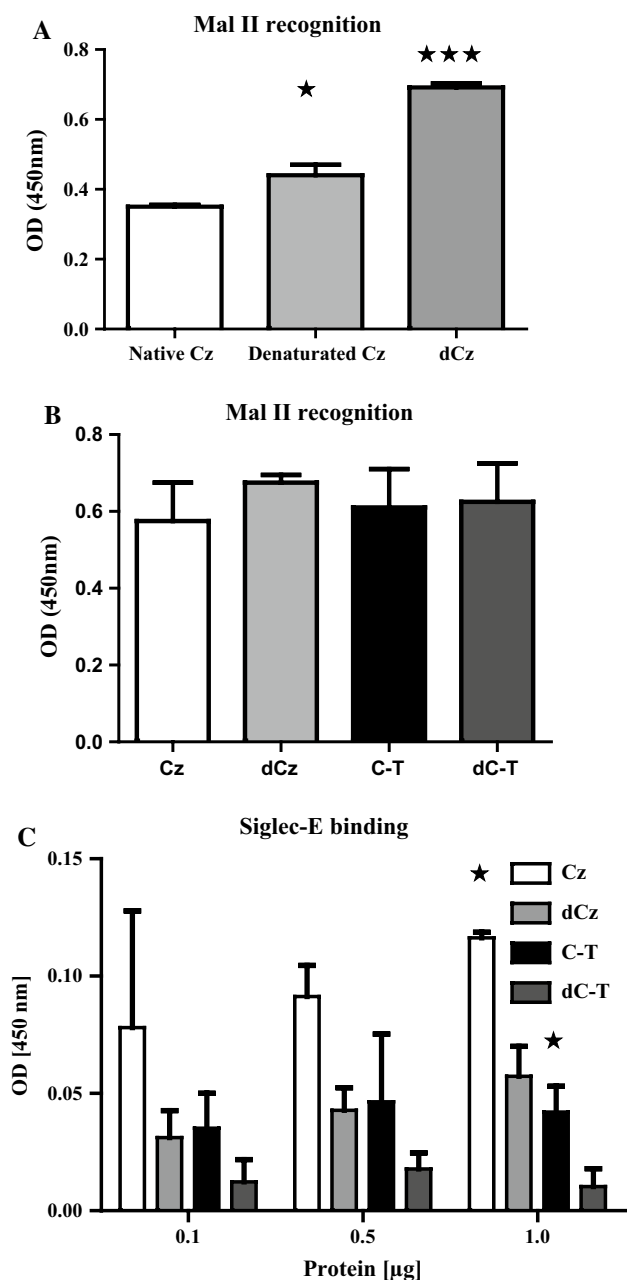 A
Mal II recognition
★
★★★
0.8
0.6
0.4
0.2
0.0
OD (450nm)
Native Cz
Denaturated Cz
dCz
B
Mal II recognition
0.8
0.6
0.4
0.2
0.0
OD (450nm)
Cz
dCz
C-T
dC-T
C
Siglec-E binding
0.15
0.10
0.05
0.00
OD [450 nm]
★
★
Cz
dCz
C-T
dC-T
0.1
0.5
1.0
Protein [µg]